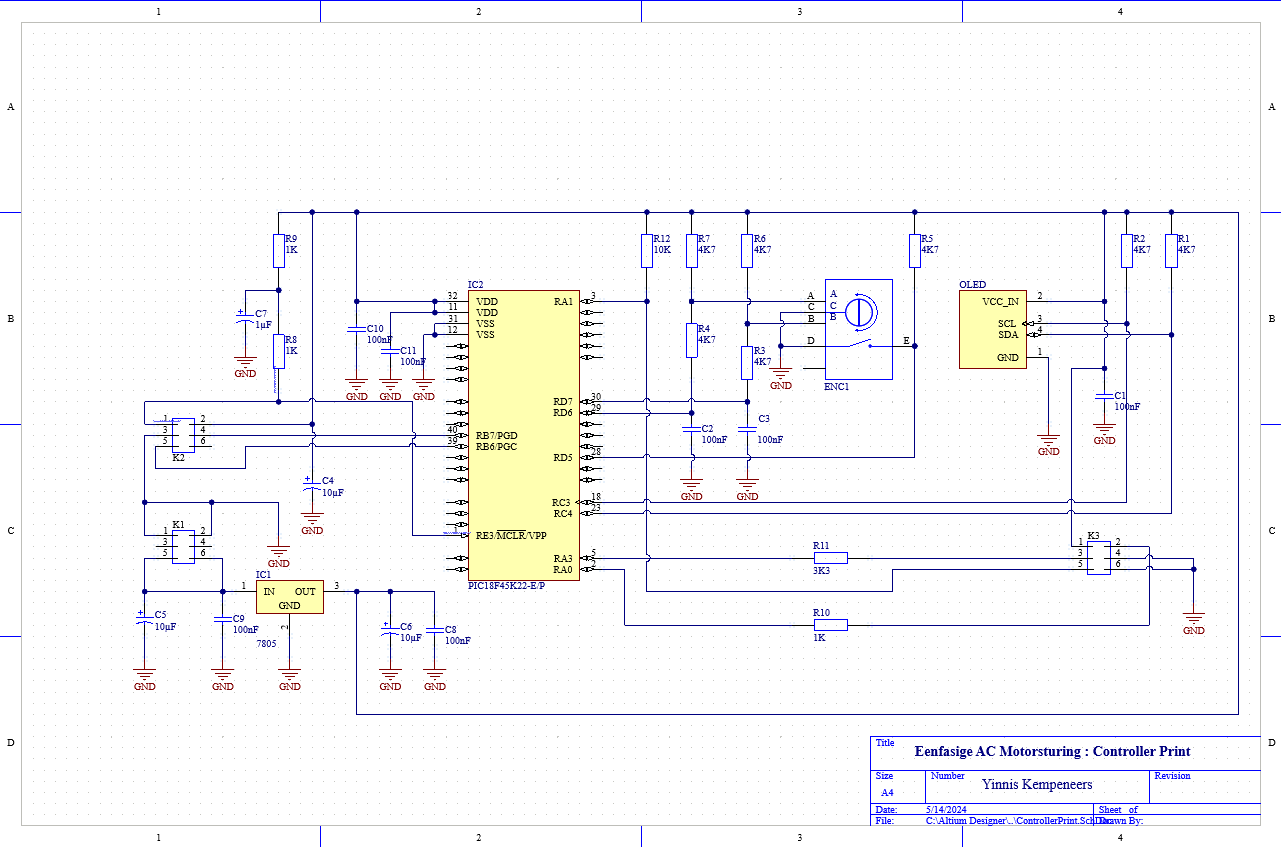 1 2 3 4
A A
R9
1K
R12
10K
R7
4K7
R6
4K7
R5
4K7
R2
4K7
R1
4K7
IC2
OLED
32 VDD
11 VDD
31 VSS
12 VSS
RA1 3
A A
C C
B B
D E
ENC1
VCC_IN 2
SCL 3
SDA 4
GND 1
B B
C7
1µF
GND
R8
1K
C10
100nF
GND
C11
100nF
GND
GND
R4
4K7
R3
4K7
GND
RD7 30
RD6 29
C2
100nF
GND
C3
100nF
GND
C1
100nF
GND
GND
1 2
3 4
5 6
K2
40 RB7/PGD
39 RB6/PGC
RD5 28
C4
10µF
GND
RC3 18
RC4 23
C C
K1
1 2
3 4
5 6
GND
1 RE3/MCLR/VPP
RA3 5
RA0 2
PIC18F45K22-E/P
R11
3K3
K3
1 2
3 4
5 6
IC1
1 IN OUT 3
GND
2
7805
C5
10µF
GND
C9
100nF
GND
GND
C6
10µF
GND
C8
100nF
GND
R10
1K
GND
D D
Title
Eenfasige AC Motorsturing : Controller Print
Size Number Revision
A4 Yinnis Kempeneers
Date: 5/14/2024 Sheet of
File: C:\Altium Designer\..\ControllerPrint.SchDoc Drawn By:
1 2 3 4